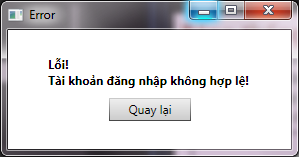 Error
Lỗi!
Tài khoản đăng nhập không hợp lệ!
Quay lại